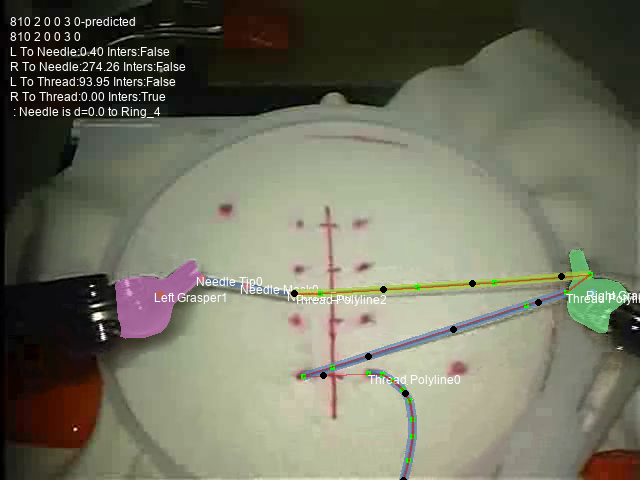 810 2 0 0 3 0-predicted
810 2 0 0 3 0
L To Needle:0.40 Inters:False
R To Needle:274.26 Inters:False
L To Thread:93.95 Inters:False
R To Thread:0.00 Inters:True
: Needle is d=0.0 to Ring_4
Needle Tip0
Left Grasper1
Polyline2
Thread
Thread Polyline0